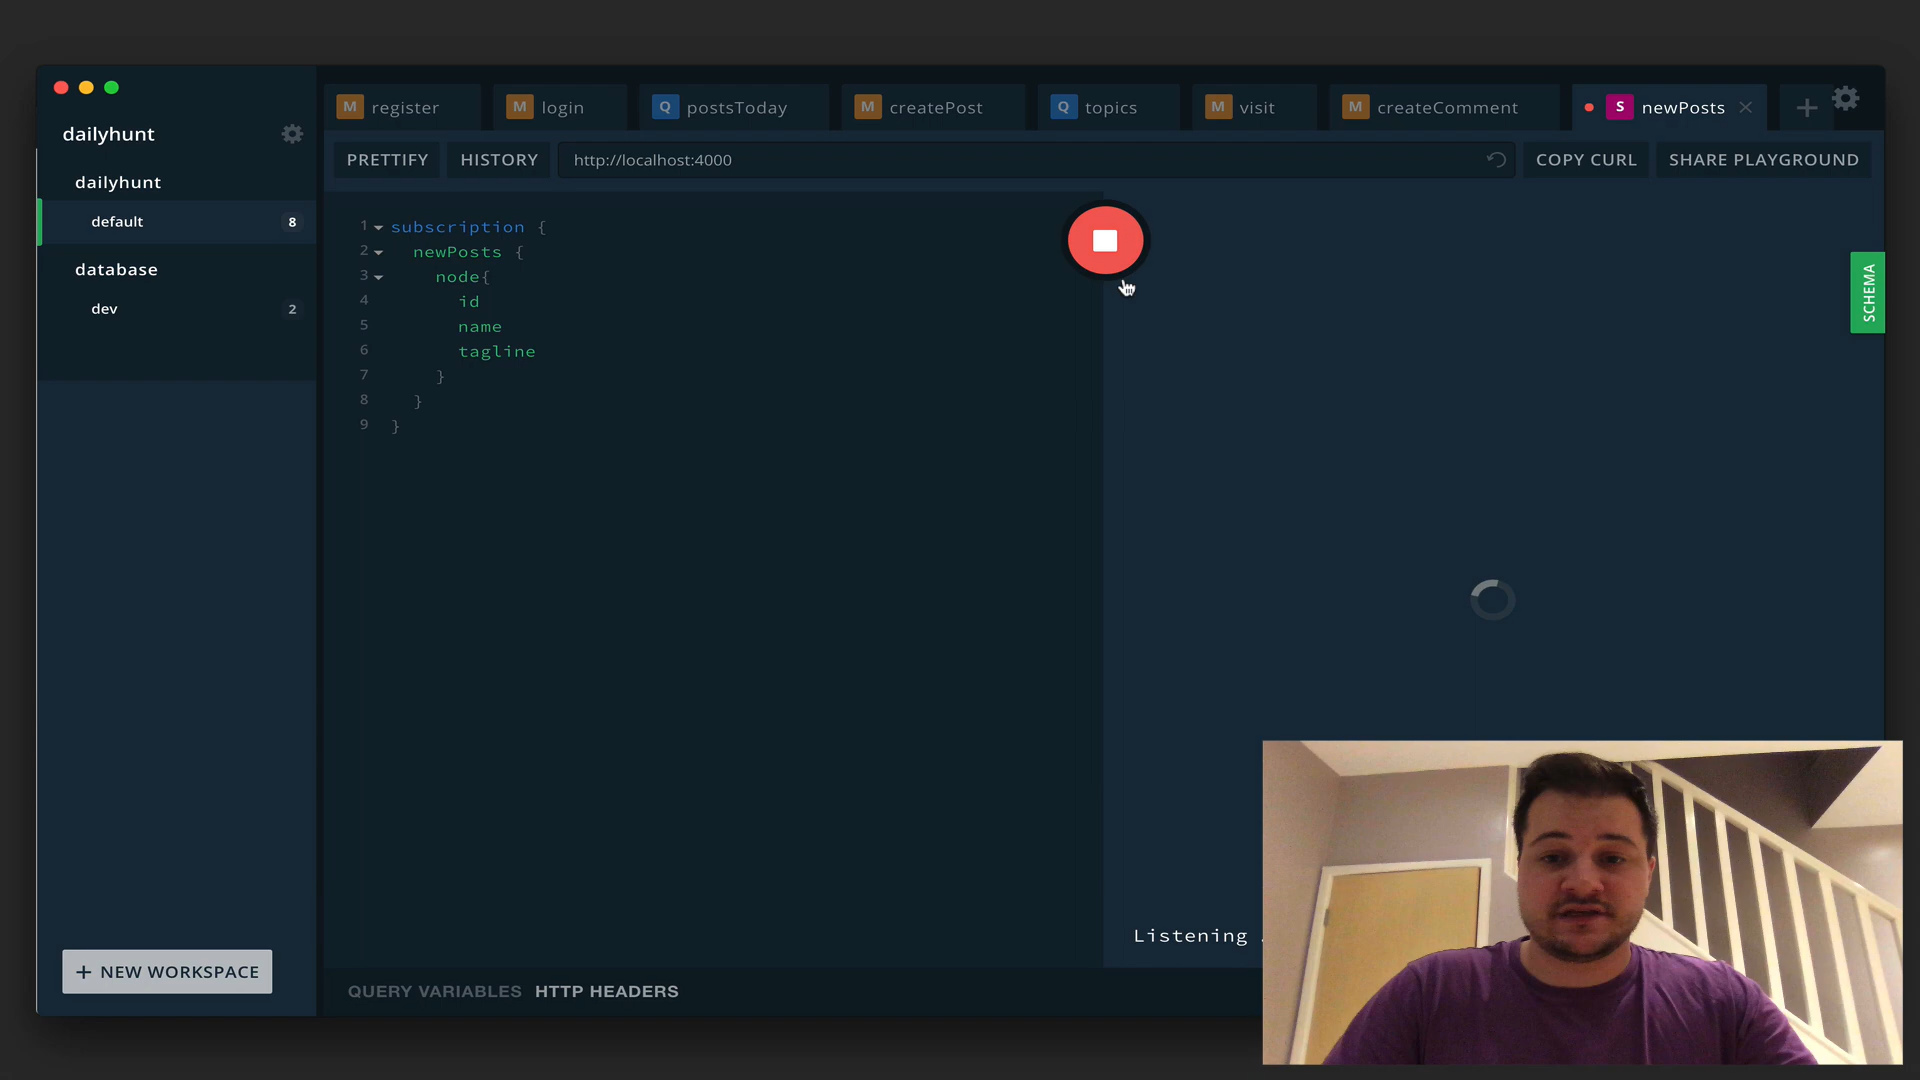 dailyhunt
dailyhunt
default 8
database
dev 2
+ NEW WORKSPACE
M register M login Q postsToday M createPost Q topics M visit M createComment S newPosts
PRETTIFY HISTORY http://localhost:4000 COPY CURL SHARE PLAYGROUND
1 subscription {
2 newPosts {
3 node{
4 id
5 name
6 tagline
7 }
8 }
9 }
SCHEMA
Listening
QUERY VARIABLES HTTP HEADERS